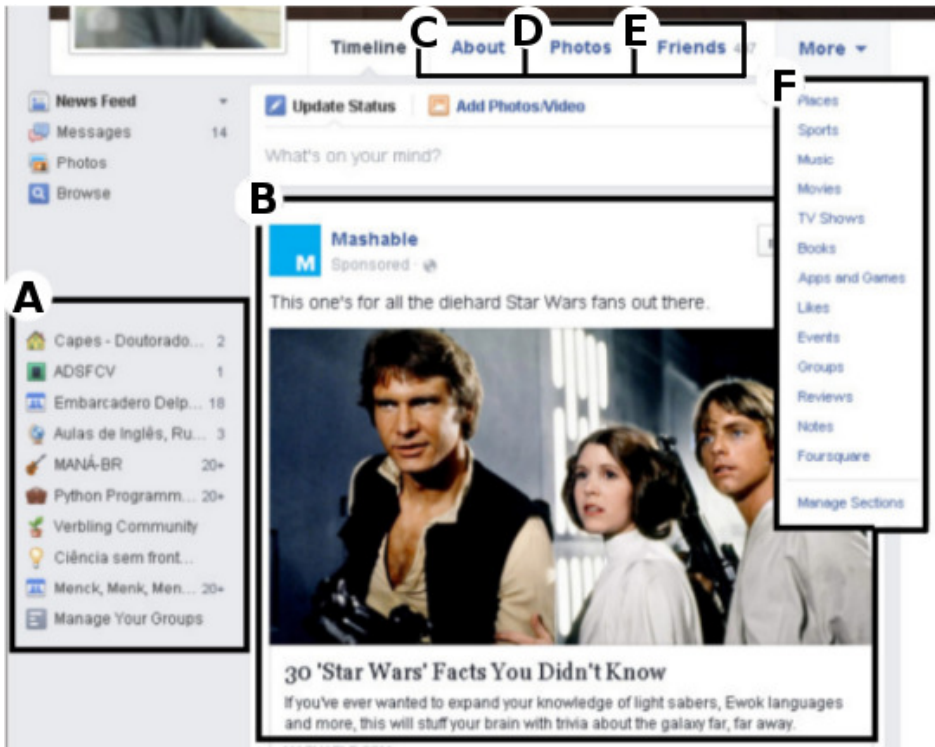 C
D
E
Timeline
About
Photos
Friends
More
F
News Feed
Update Status
Add Photos/Video
Places
Messages 14
Sports
Photos
What's on your mind?
Music
Browse
Movies
B
TV Shows
Mashable
M
Sponsored
Books
Apps and Games
A
This one's for all the diehard Star Wars fans out there.
Likes
Events
Groups
Reviews
Notes
Foursquare
Manage Sections
Capes - Doutorado... 2
ADSFCV 1
Embarcadero Delp... 18
Aulas de Inglês, Ru... 3
MANÁ-BR 20+
Python Programm... 20+
Verbling Community
Ciência sem front...
Menck, Menk, Men... 20+
Manage Your Groups
30 'Star Wars' Facts You Didn't Know
If you've ever wanted to expand your knowledge of light sabers, Ewok languages
and more, this will stuff your brain with trivia about the galaxy far, far away.